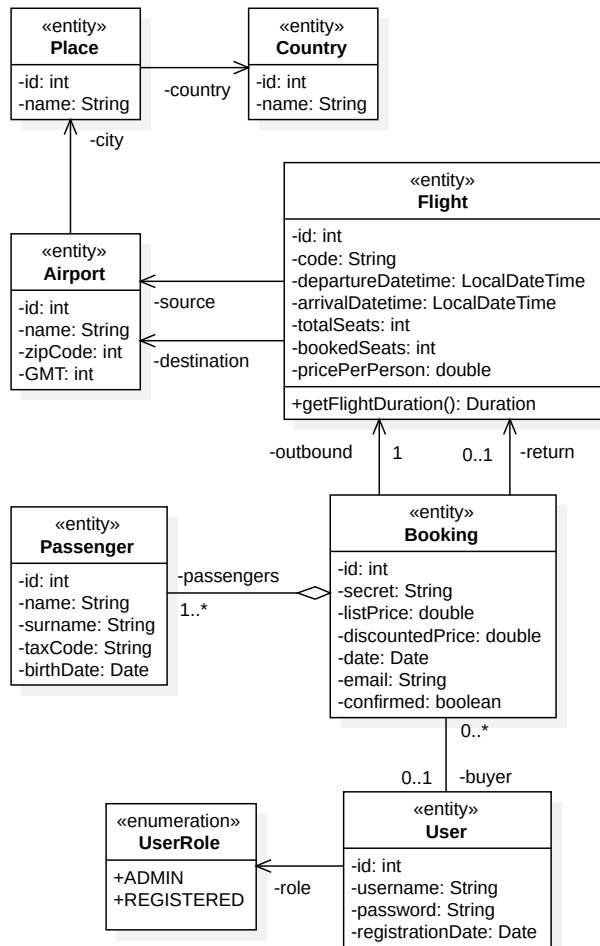 «entity»
Place
-id: int
-name: String
-country
«entity»
Country
-id: int
-name: String
-city
«entity»
Airport
-id: int
-name: String
-zipCode: int
-GMT: int
-source
-destination
«entity»
Flight
-id: int
-code: String
-departureDatetime: LocalDateTime
-arrivalDatetime: LocalDateTime
-totalSeats: int
-bookedSeats: int
-pricePerPerson: double
+getFlightDuration(): Duration
-outbound
1
0..1
-return
«entity»
Passenger
-id: int
-name: String
-surname: String
-taxCode: String
-birthDate: Date
-passengers
1..*
«entity»
Booking
-id: int
-secret: String
-listPrice: double
-discountedPrice: double
-date: Date
-email: String
-confirmed: boolean
0..*
0..1
-buyer
«enumeration»
UserRole
+ADMIN
+REGISTERED
-role
«entity»
User
-id: int
-username: String
-password: String
-registrationDate: Date